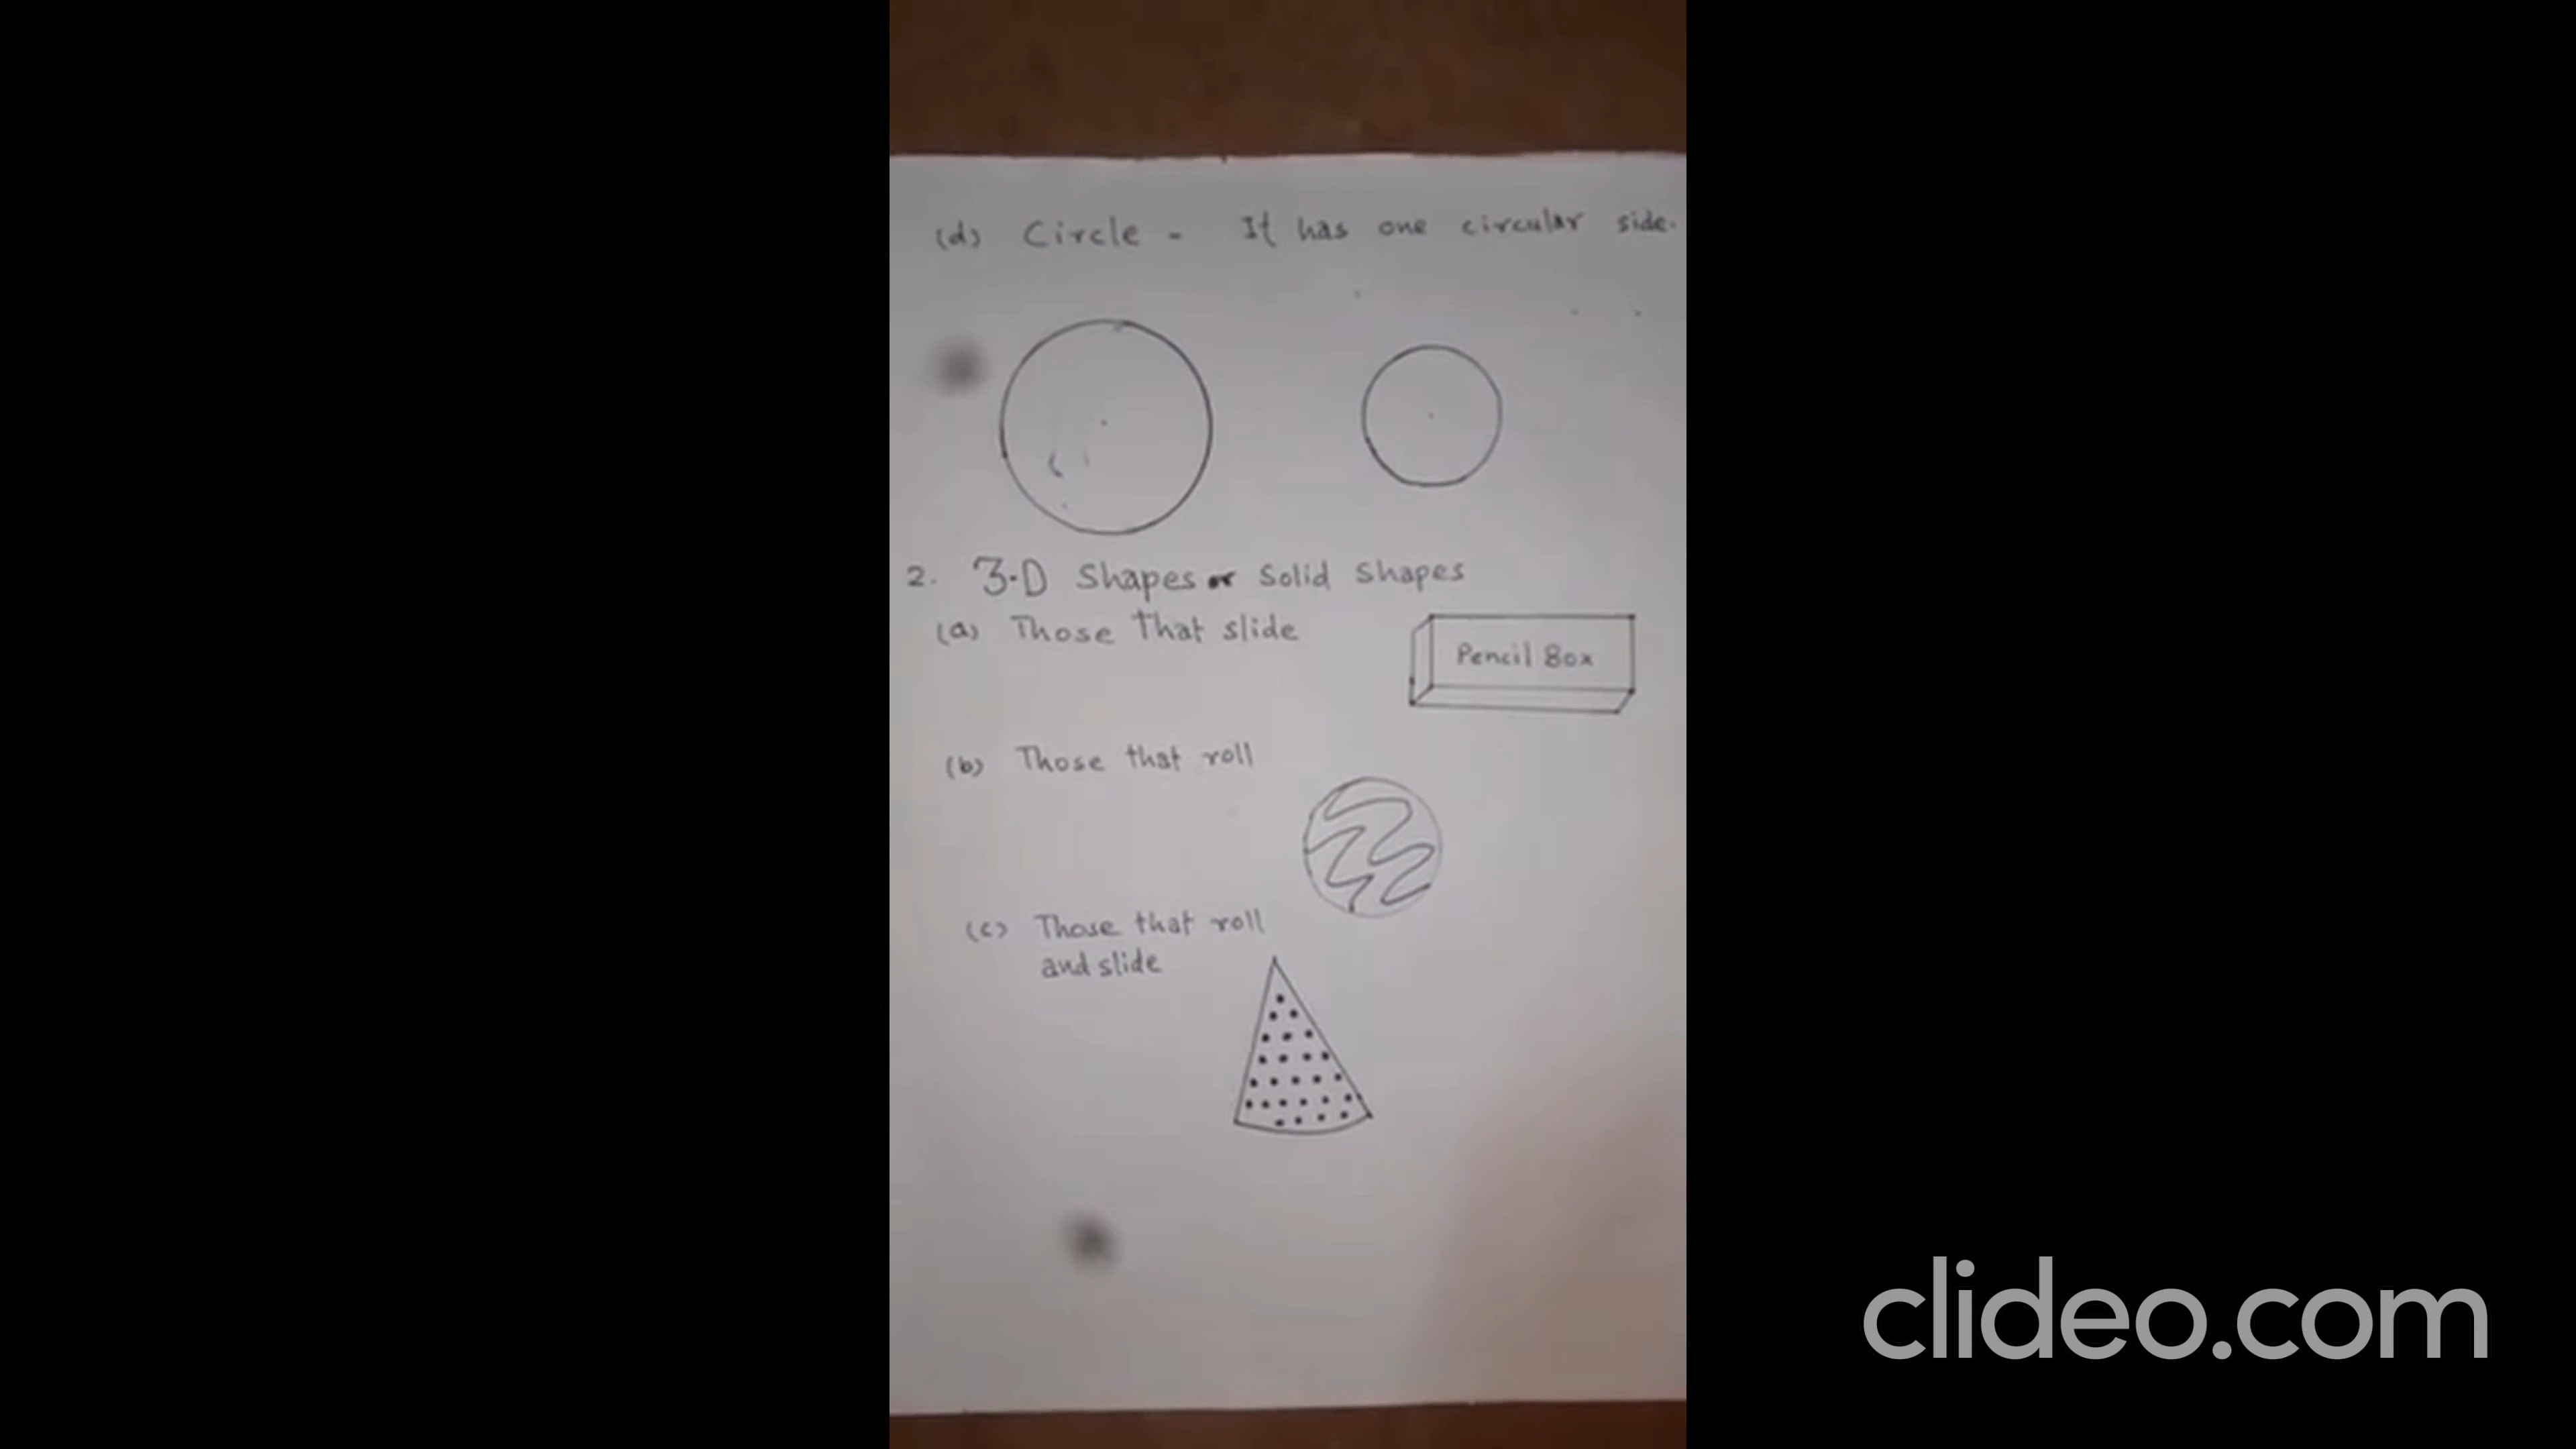 (d) Circle - It has one circular side.
2. 3-D Shapes or Solid Shapes
(a) Those That slide
Pencil Box
(b) Those that roll
(c) Those that roll
and slide
clideo.com